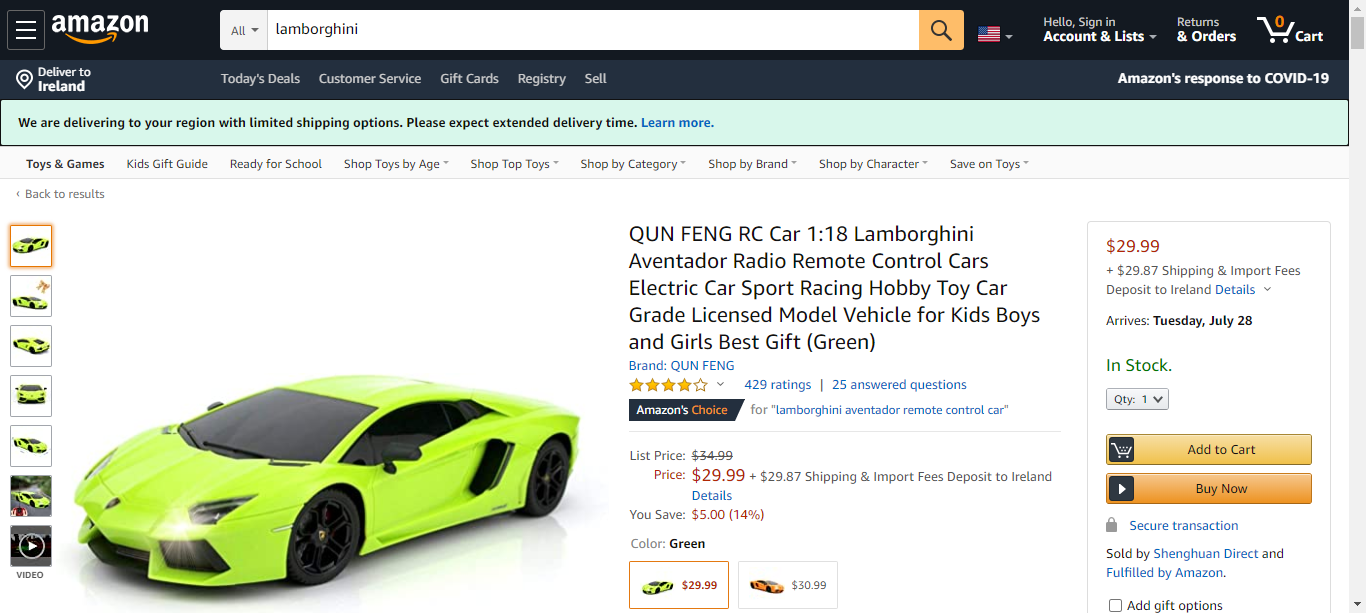 amazon
All
lamborghini
Hello, Sign in
Account & Lists
Returns
& Orders
0
Cart
Deliver to
Ireland
Today's Deals
Customer Service
Gift Cards
Registry
Sell
Amazon's response to COVID-19
We are delivering to your region with limited shipping options. Please expect extended delivery time. Learn more.
Toys & Games
Kids Gift Guide
Ready for School
Shop Toys by Age
Shop Top Toys
Shop by Category
Shop by Brand
Shop by Character
Save on Toys
‹ Back to results
VIDEO
QUN FENG RC Car 1:18 Lamborghini
Aventador Radio Remote Control Cars
Electric Car Sport Racing Hobby Toy Car
Grade Licensed Model Vehicle for Kids Boys
and Girls Best Gift (Green)
Brand: QUN FENG
429 ratings | 25 answered questions
Amazon's Choice for "lamborghini aventador remote control car"
List Price: $34.99
Price: $29.99 + $29.87 Shipping & Import Fees Deposit to Ireland
Details
You Save: $5.00 (14%)
Color: Green
$29.99
$30.99
$29.99
+ $29.87 Shipping & Import Fees
Deposit to Ireland Details
Arrives: Tuesday, July 28
In Stock.
Qty: 1
Add to Cart
Buy Now
Secure transaction
Sold by Shenghuan Direct and
Fulfilled by Amazon.
Add gift options